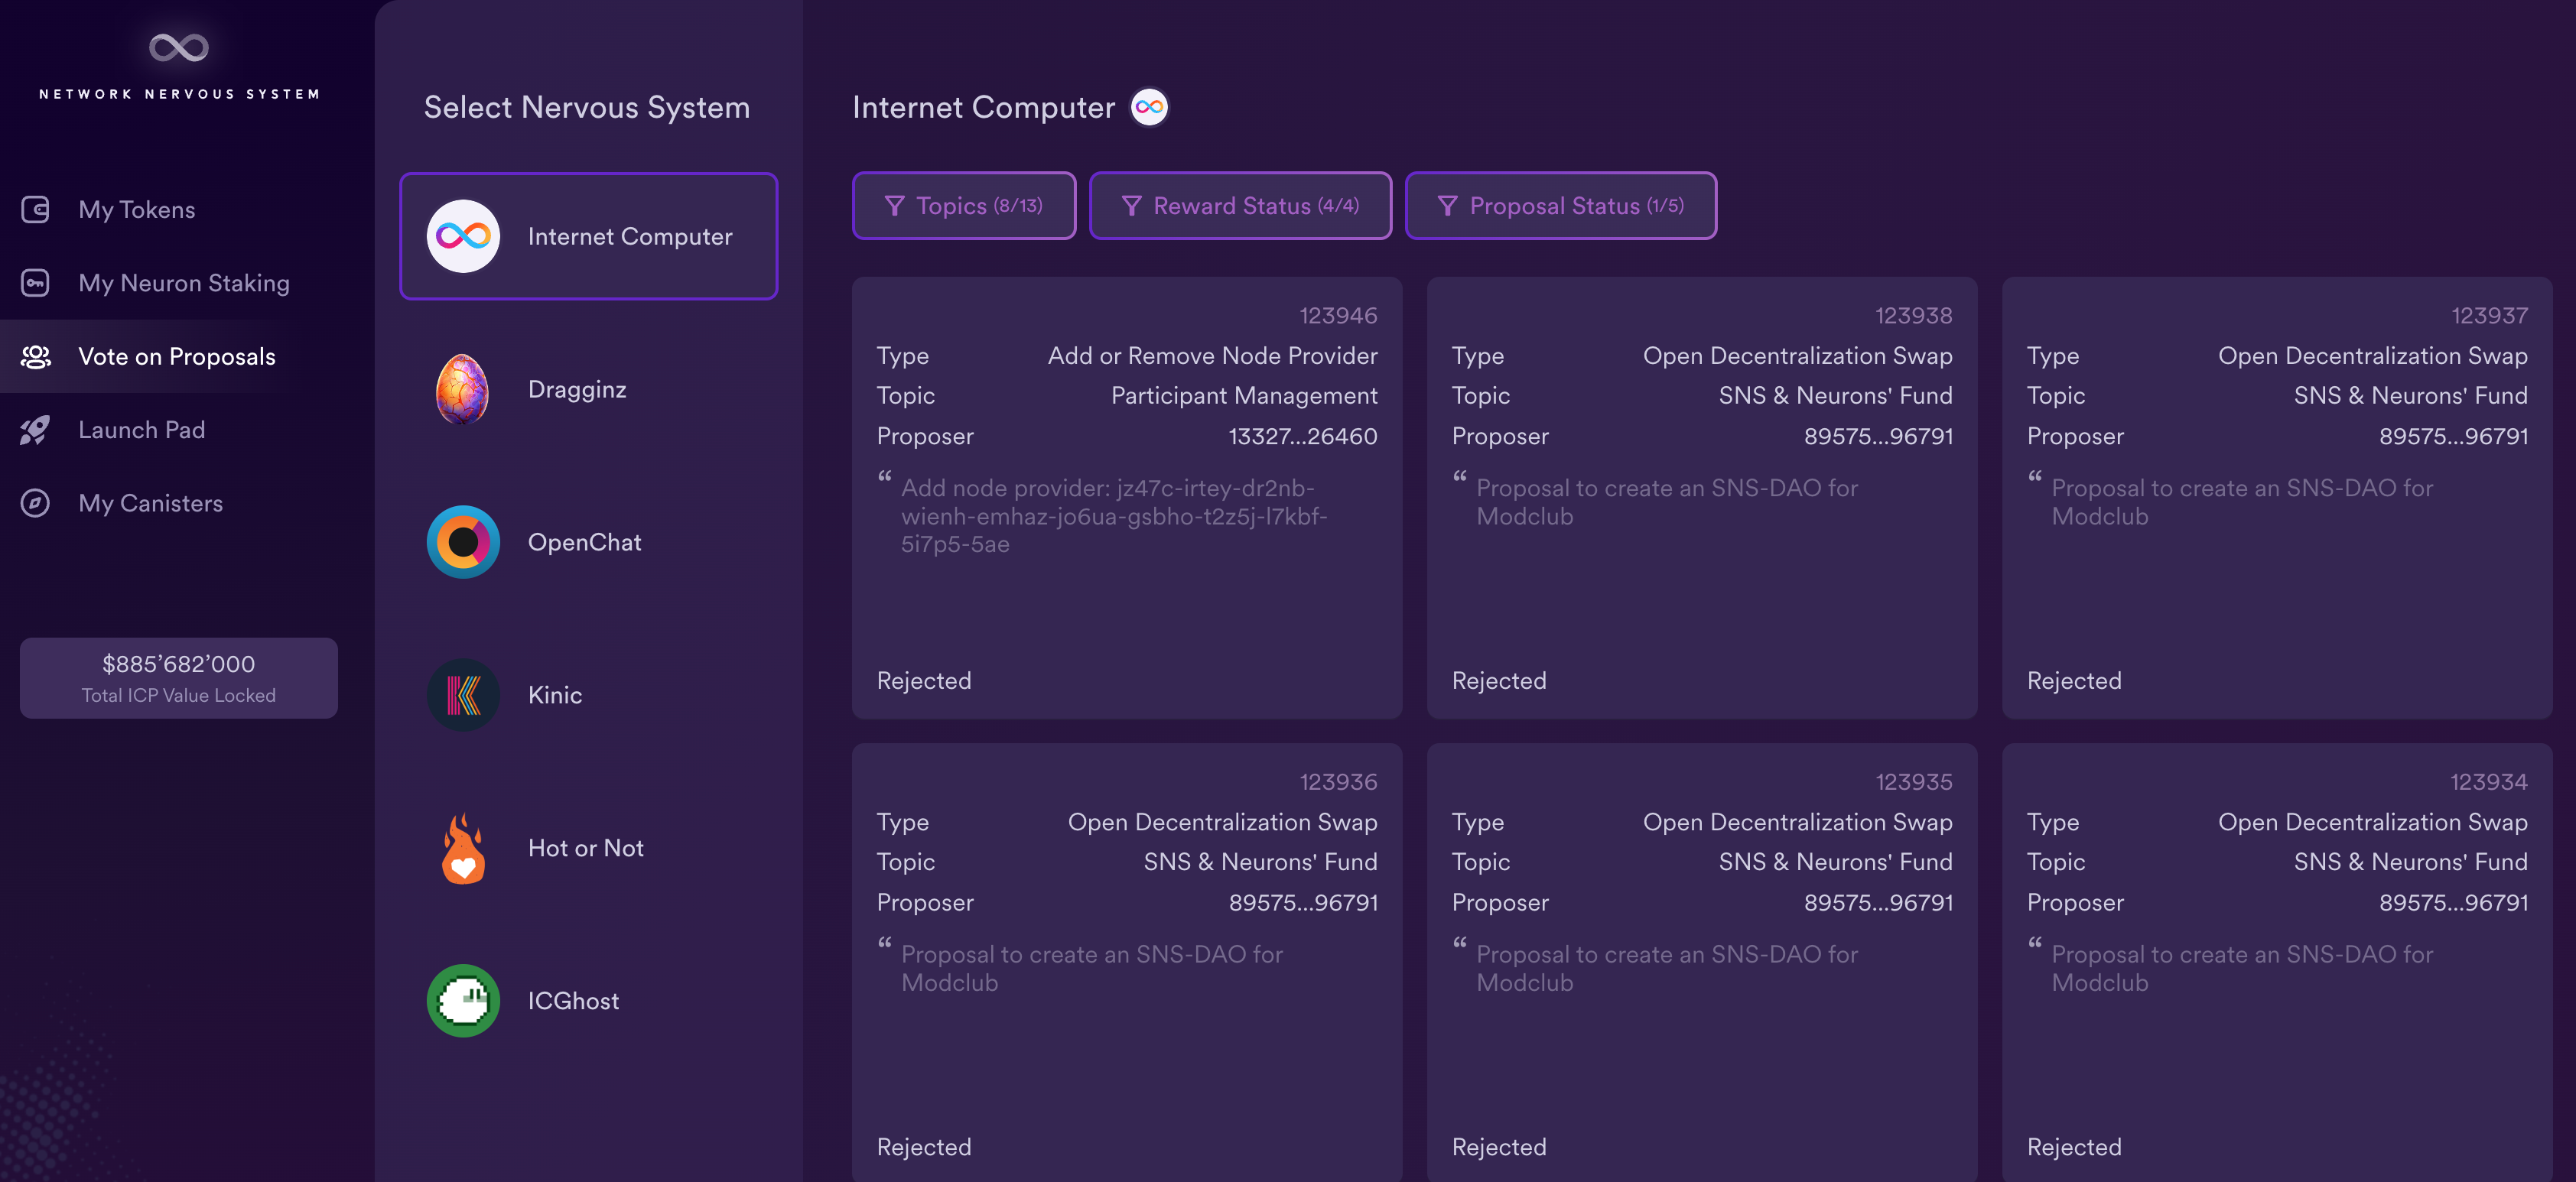 NETWORK NERVOUS SYSTEM
My Tokens
My Neuron Staking
Vote on Proposals
Launch Pad
My Canisters
$885’682’000
Total ICP Value Locked
Select Nervous System
Internet Computer
Dragginz
OpenChat
Kinic
Hot or Not
ICGhost
Internet Computer
Topics (8/13)
Reward Status (4/4)
Proposal Status (1/5)
123946
Type Add or Remove Node Provider
Topic Participant Management
Proposer 13327...26460
“ Add node provider: jz47c-irtey-dr2nb-
wienh-emhaz-jo6ua-gsbho-t2z5j-l7kbf-
5i7p5-5ae
Rejected
123938
Type Open Decentralization Swap
Topic SNS & Neurons' Fund
Proposer 89575...96791
“ Proposal to create an SNS-DAO for
Modclub
Rejected
123937
Type Open Decentralization Swap
Topic SNS & Neurons' Fund
Proposer 89575...96791
“ Proposal to create an SNS-DAO for
Modclub
Rejected
123936
Type Open Decentralization Swap
Topic SNS & Neurons' Fund
Proposer 89575...96791
“ Proposal to create an SNS-DAO for
Modclub
Rejected
123935
Type Open Decentralization Swap
Topic SNS & Neurons' Fund
Proposer 89575...96791
“ Proposal to create an SNS-DAO for
Modclub
Rejected
123934
Type Open Decentralization Swap
Topic SNS & Neurons' Fund
Proposer 89575...96791
“ Proposal to create an SNS-DAO for
Modclub
Rejected